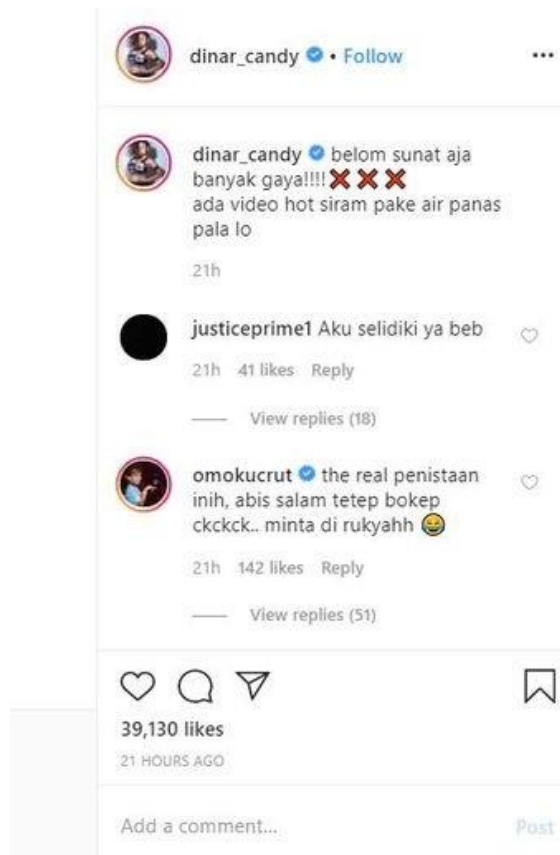 dinar_candy • Follow
dinar_candy belom sunat aja
banyak gaya!!!!❌❌❌
ada video hot siram pake air panas
pala lo
21h
justiceprime1 Aku selidiki ya beb
21h 41 likes Reply
View replies (18)
omokucrut the real penistaan
inih, abis salam tetep bokep
ckckck.. minta di rukyahh 😂
21h 142 likes Reply
View replies (51)
39,130 likes
21 HOURS AGO
Add a comment... Post